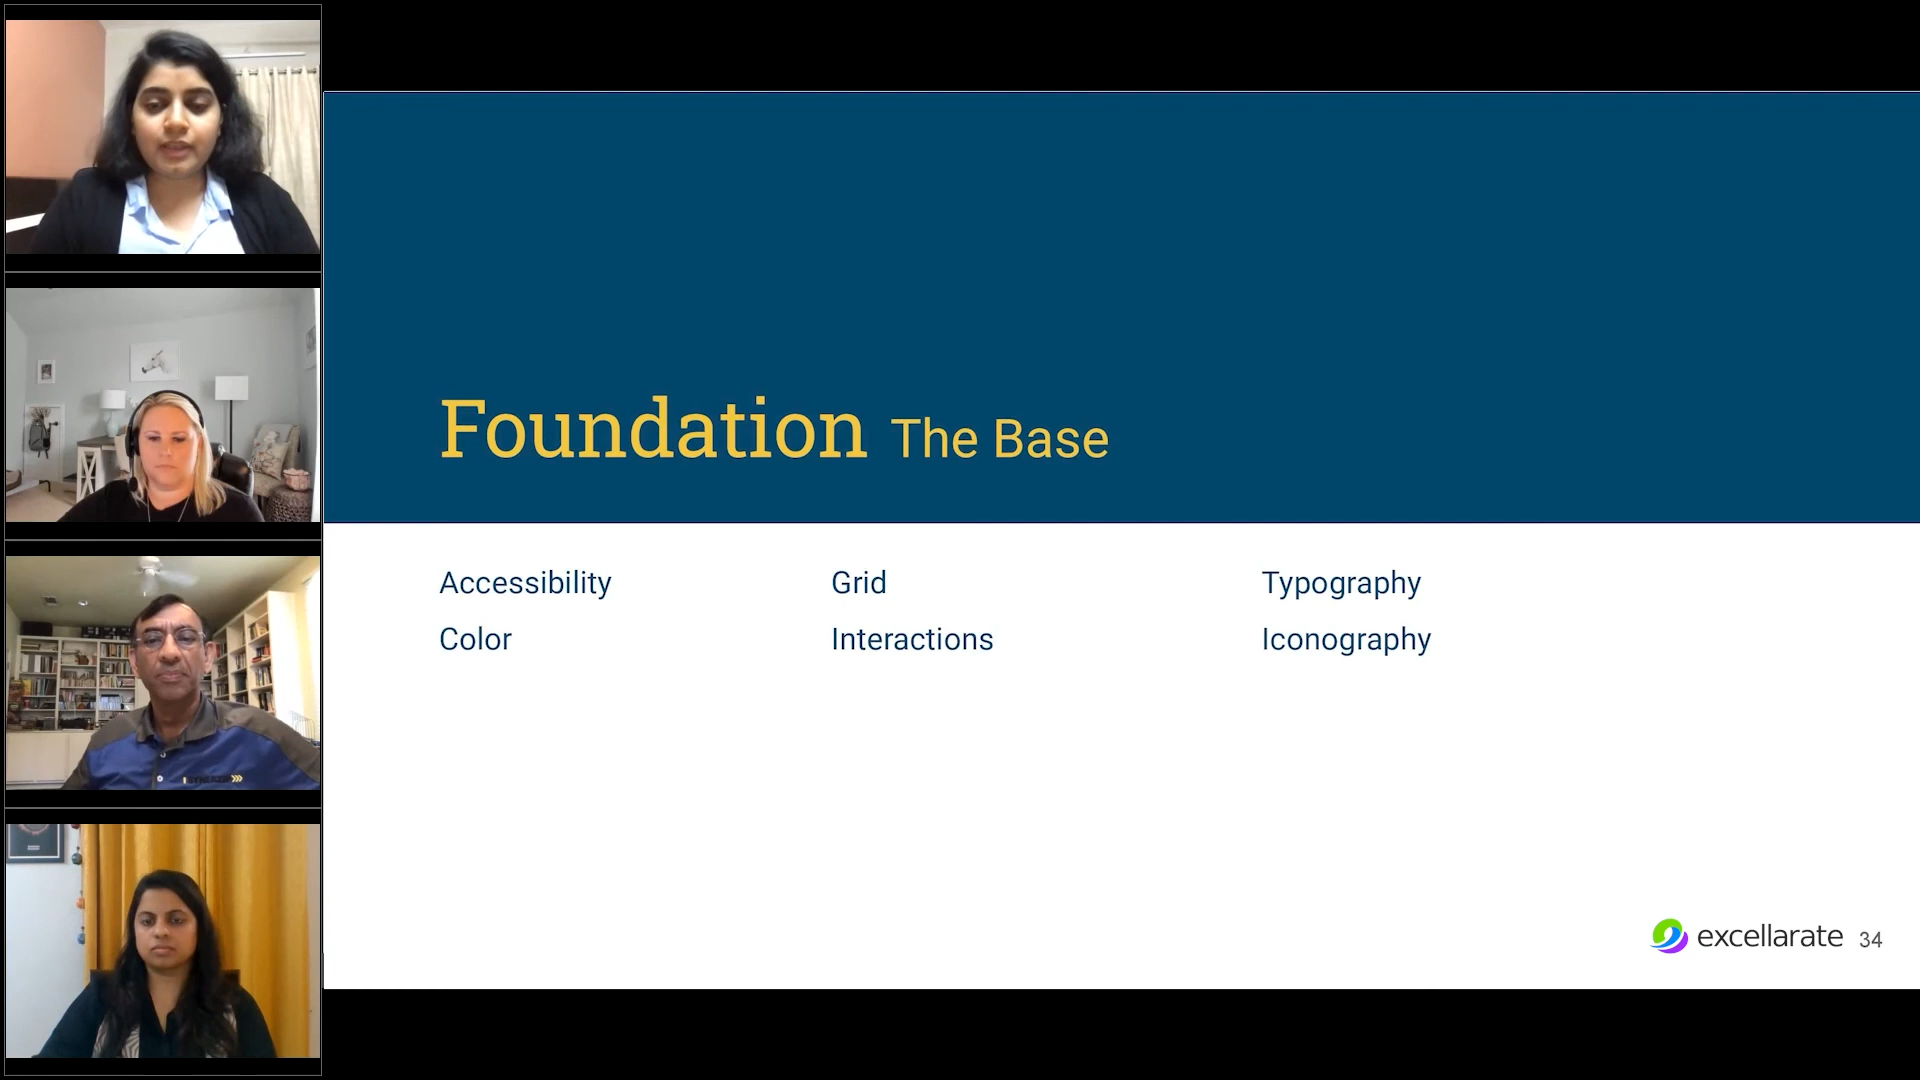 Foundation The Base
Accessibility
Color
Grid
Interactions
Typography
Iconography
excellarate 34